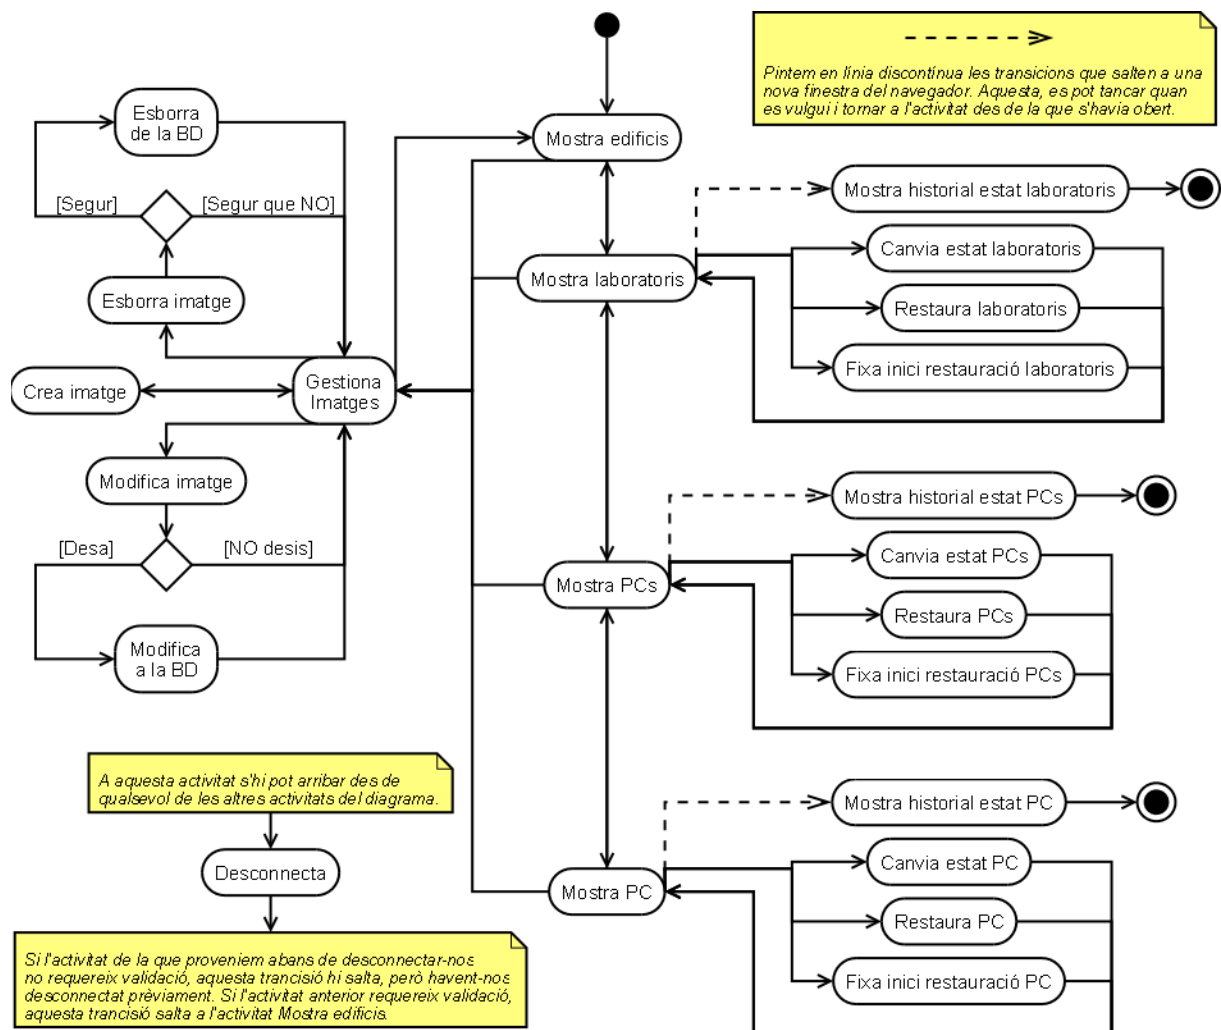 Pintem en línia discontínua les transicions que salten a una
nova finestra del navegador. Aquesta, es pot tancar quan
es vulgui i tornar a l'activitat des de la que s'havia obert.
Esborra
de la BD
Mostra edificis
[Segur]
[Segur que NO]
Mostra historial estat laboratoris
Canvia estat laboratoris
Mostra laboratoris
Esborra imatge
Restaura laboratoris
Fixa inici restauració laboratoris
Crea imatge
Gestiona
Imatges
Modifica imatge
Mostra historial estat PCs
[Desa]
[NO desis]
Canvia estat PCs
Mostra PCs
Restaura PCs
Modifica
a la BD
Fixa inici restauració PCs
A aquesta activitat s'hi pot arribar des de
qualsevol de les altres activitats del diagrama.
Mostra historial estat PC
Desconnecta
Canvia estat PC
Mostra PC
Restaura PC
Fixa inici restauració PC
Si l'activitat de la que proveniem abans de desconnectar-nos
no requereix validació, aquesta trancisió hi salta, però havent-nos
desconnectat prèviament. Si l'activitat anterior requereix validació,
aquesta trancisió salta a l'activitat Mostra edificis.